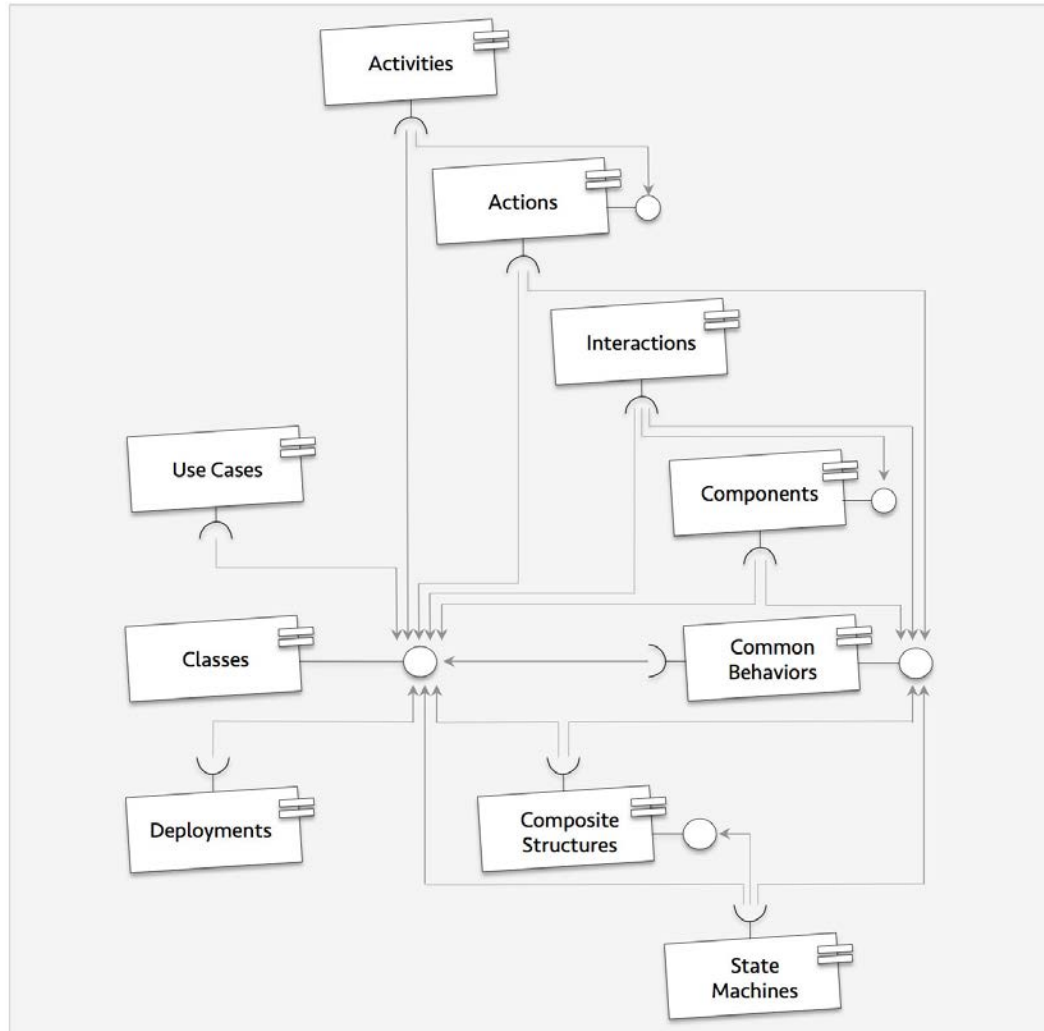 Activities
Actions
Interactions
Use Cases
Components
Classes
Common
Behaviors
Deployments
Composite
Structures
State
Machines